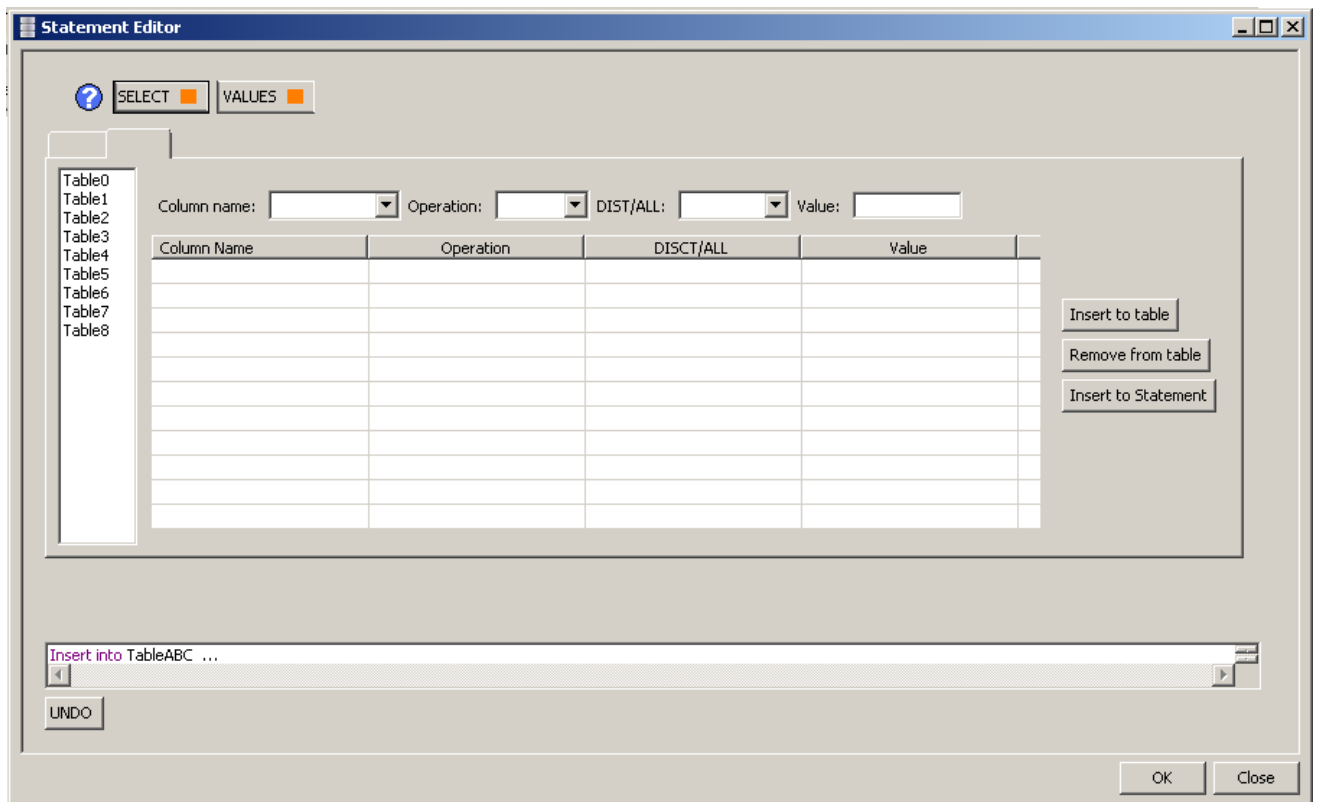 Statement Editor
SELECT VALUES
Table0
Table1
Table2
Table3
Table4
Table5
Table6
Table7
Table8
Column name: Operation: DIST/ALL: Value:
Column Name Operation DISCT/ALL Value
Insert to table
Remove from table
Insert to Statement
Insert into TableABC ...
UNDO
OK Close